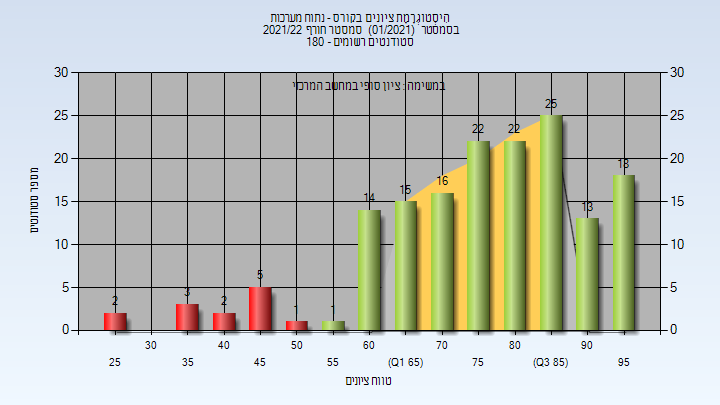 היסטוגרמת ציונים בקורס - נתוח מערכות
בסמסטר (01/2021) סמסטר חורף 2021/22
סטודנטים רשומים - 180
במשימה : ציון סופי במחשב המרכזי
מספר סטודנטים
30 25 20 15 10 5 0
30 25 20 15 10 5 0
2 3 2 5 1 1 14 15 16 22 22 25 13 18
30 40 50 60 70 80 90
25 35 45 55 (Q1 65) 75 (Q3 85) 95
טווח ציונים